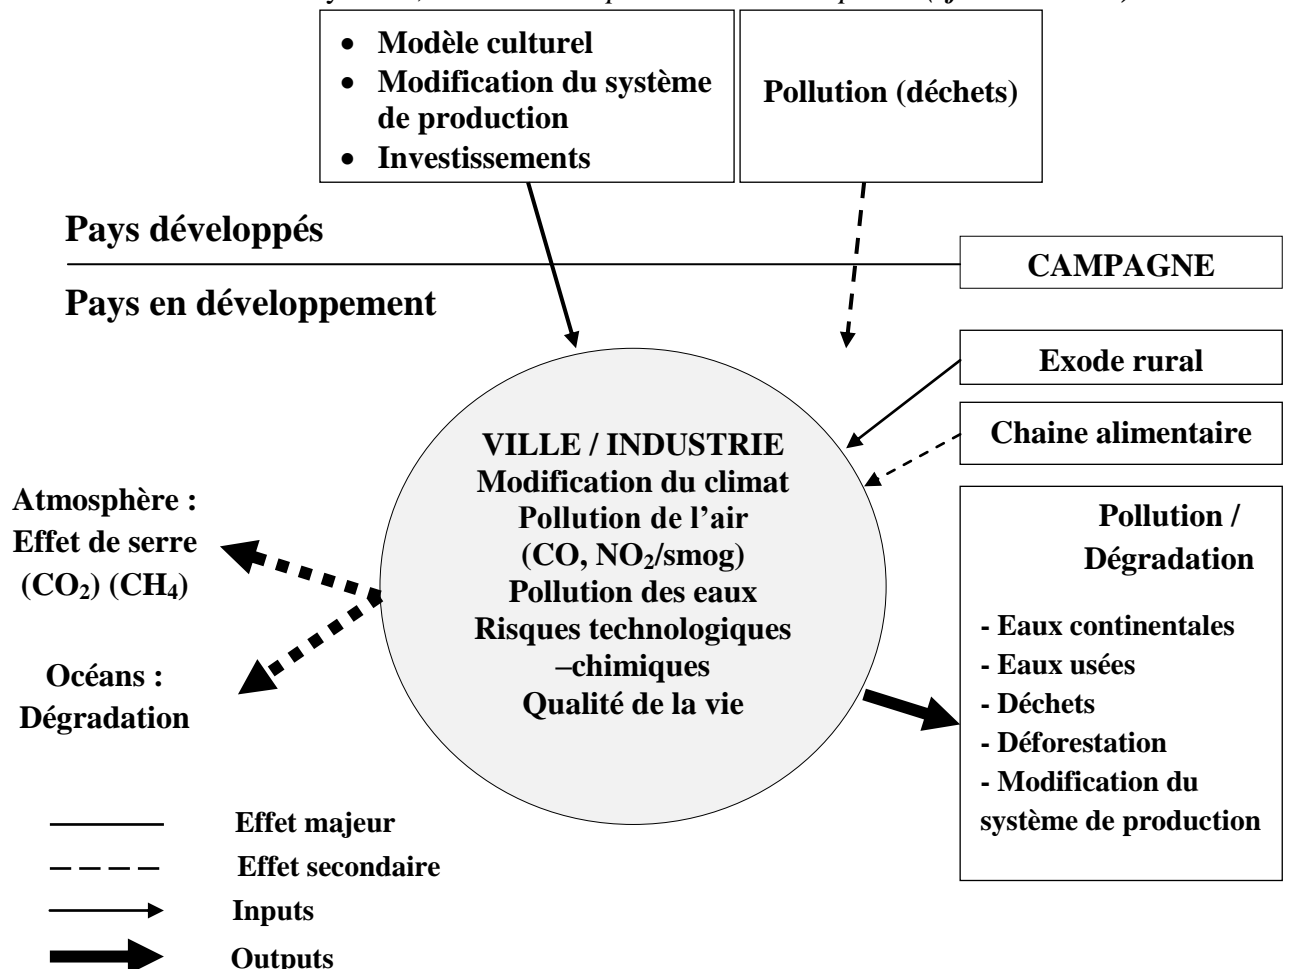 • Modèle culturel
• Modification du système
de production
• Investissements
Pollution (déchets)
Pays développés
CAMPAGNE
Pays en développement
Exode rural
Chaine alimentaire
VILLE / INDUSTRIE
Modification du climat
Pollution de l’air
(CO, NO₂/smog)
Pollution des eaux
Risques technologiques
–chimiques
Qualité de la vie
Atmosphère :
Effet de serre
(CO₂) (CH₄)
Océans :
Dégradation
Pollution /
Dégradation
- Eaux continentales
- Eaux usées
- Déchets
- Déforestation
- Modification du
système de production
Effet majeur
Effet secondaire
Inputs
Outputs